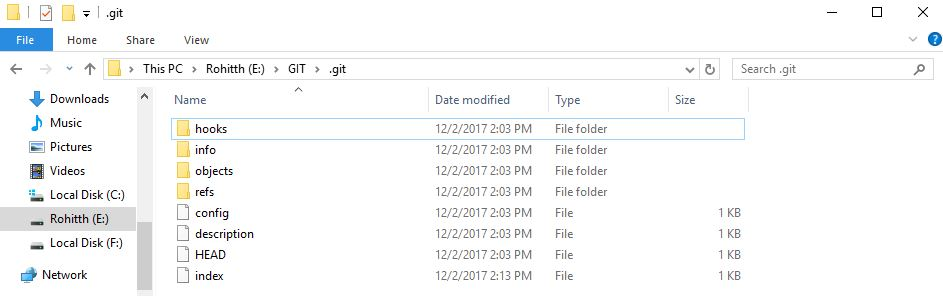 .git
File Home Share View
This PC Rohitth (E:) GIT .git Search .git
Name Date modified Type Size
Downloads
Music
Pictures
Videos
Local Disk (C:)
Rohitth (E:)
Local Disk (F:)
Network
hooks 12/2/2017 2:03 PM File folder
info 12/2/2017 2:03 PM File folder
objects 12/2/2017 2:03 PM File folder
refs 12/2/2017 2:03 PM File folder
config 12/2/2017 2:03 PM File 1 KB
description 12/2/2017 2:03 PM File 1 KB
HEAD 12/2/2017 2:03 PM File 1 KB
index 12/2/2017 2:13 PM File 1 KB